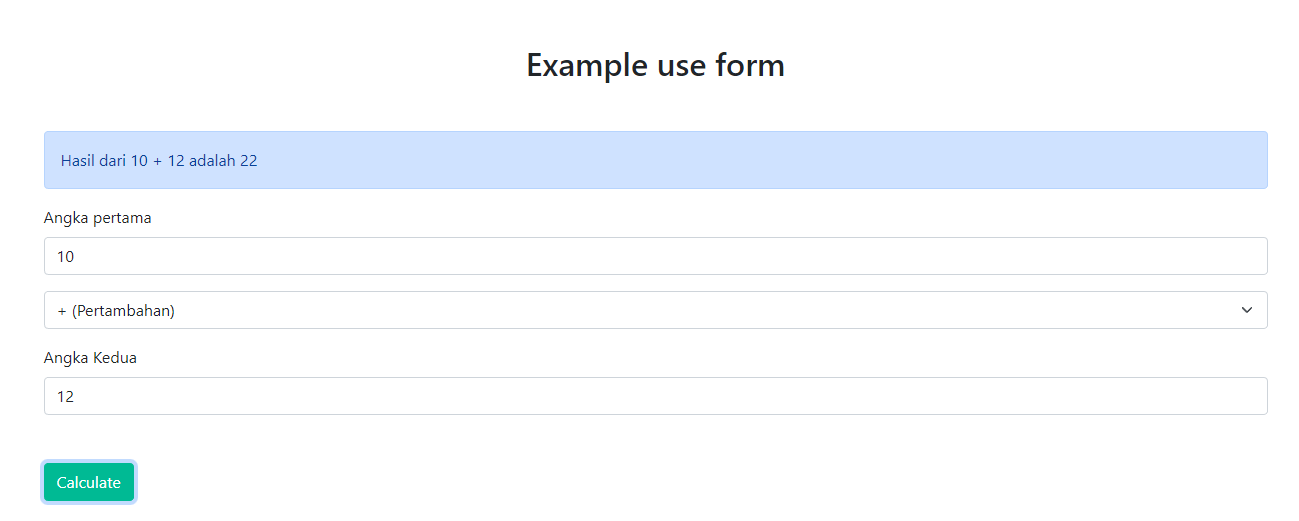 Example use form
Hasil dari 10 + 12 adalah 22
Angka pertama
10
+ (Pertambahan)
Angka Kedua
12
Calculate